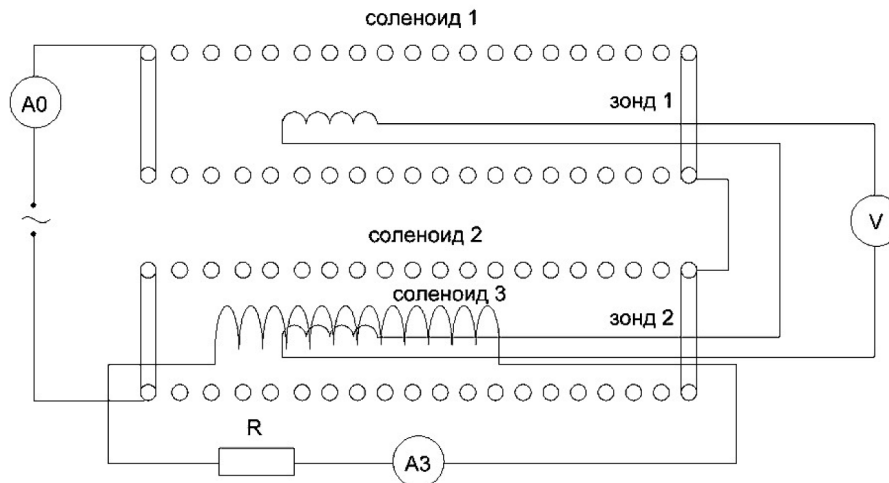 соленоид 1
A0
зонд 1
V
соленоид 2
соленоид 3
зонд 2
R
A3